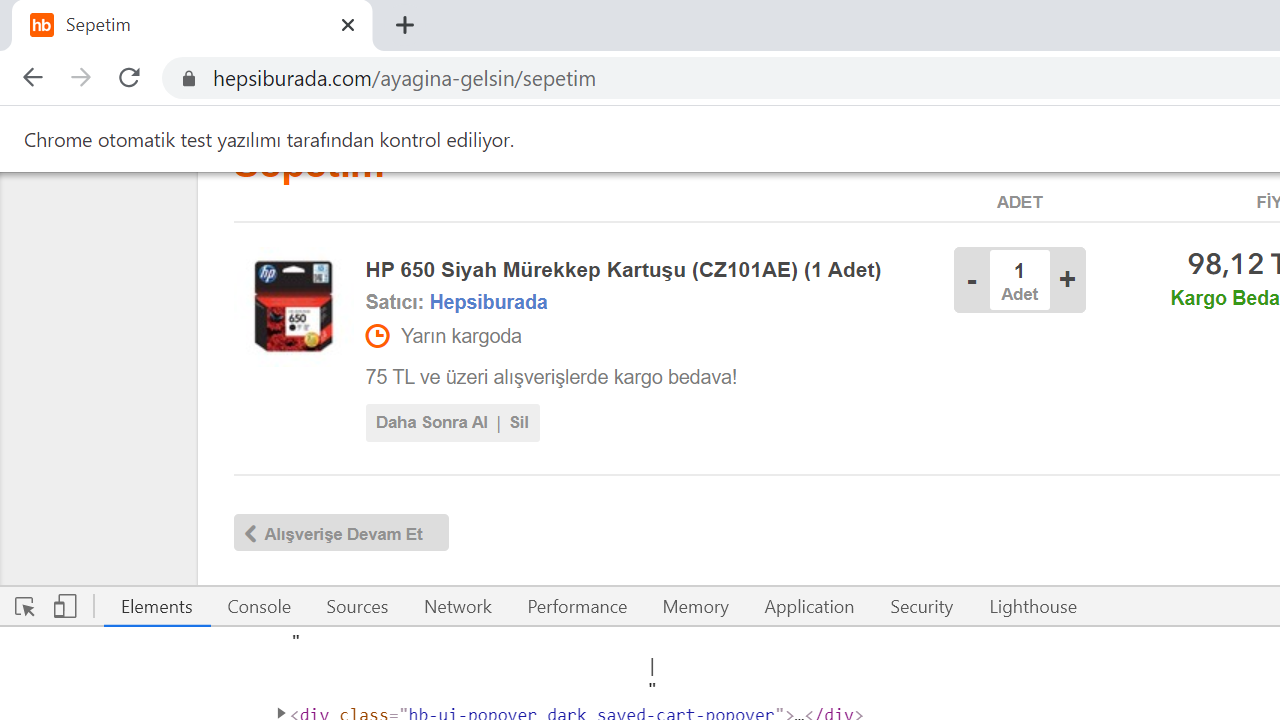 hb Sepetim
hepsiburada.com/ayagina-gelsin/sepetim
Chrome otomatik test yazılımı tarafından kontrol ediliyor.
Sepetim
ADET FİY
hp
650
HP 650 Siyah Mürekkep Kartuşu (CZ101AE) (1 Adet)
Satıcı: Hepsiburada
Yarın kargoda
75 TL ve üzeri alışverişlerde kargo bedava!
Daha Sonra Al | Sil
- 1 +
Adet
98,12 T
Kargo Beda
Alışverişe Devam Et
Elements Console Sources Network Performance Memory Application Security Lighthouse
"
|
"
<div class="hb-ui-popover dark saved-cart-popover">…</div>